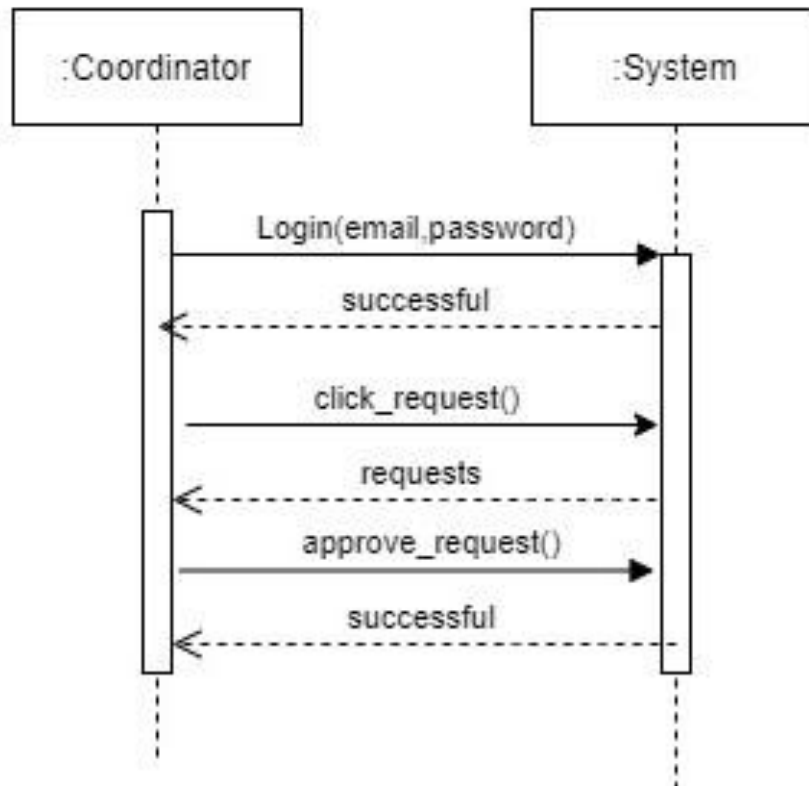 :Coordinator
:System
Login(email,password)
successful
click_request()
requests
approve_request()
successful